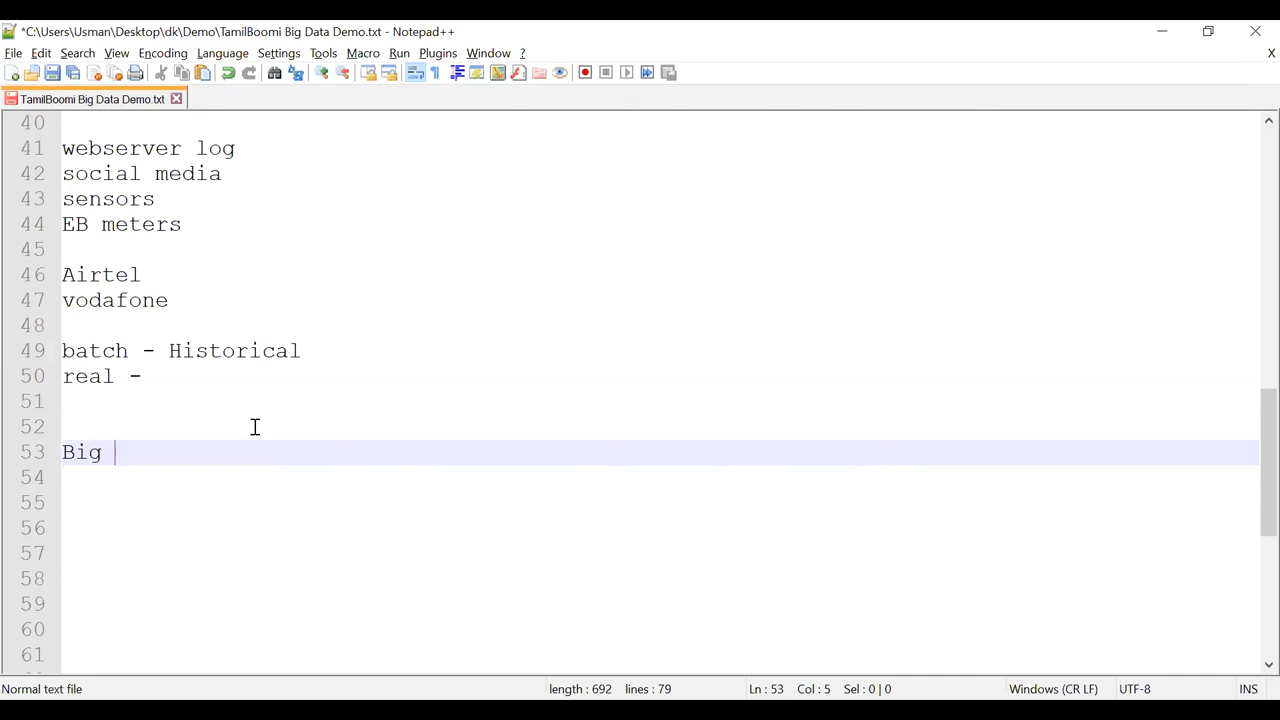 *C:\Users\Usman\Desktop\dk\Demo\TamilBoomi Big Data Demo.txt - Notepad++
File Edit Search View Encoding Language Settings Tools Macro Run Plugins Window ? X
TamilBoomi Big Data Demo.txt
40
41 webserver log
42 social media
43 sensors
44 EB meters
45
46 Airtel
47 vodafone
48
49 batch - Historical
50 real -
51
52
53 Big
54
55
56
57
58
59
60
61
Normal text file length : 692 lines : 79 Ln : 53 Col : 5 Sel : 0 | 0 Windows (CR LF) UTF-8 INS